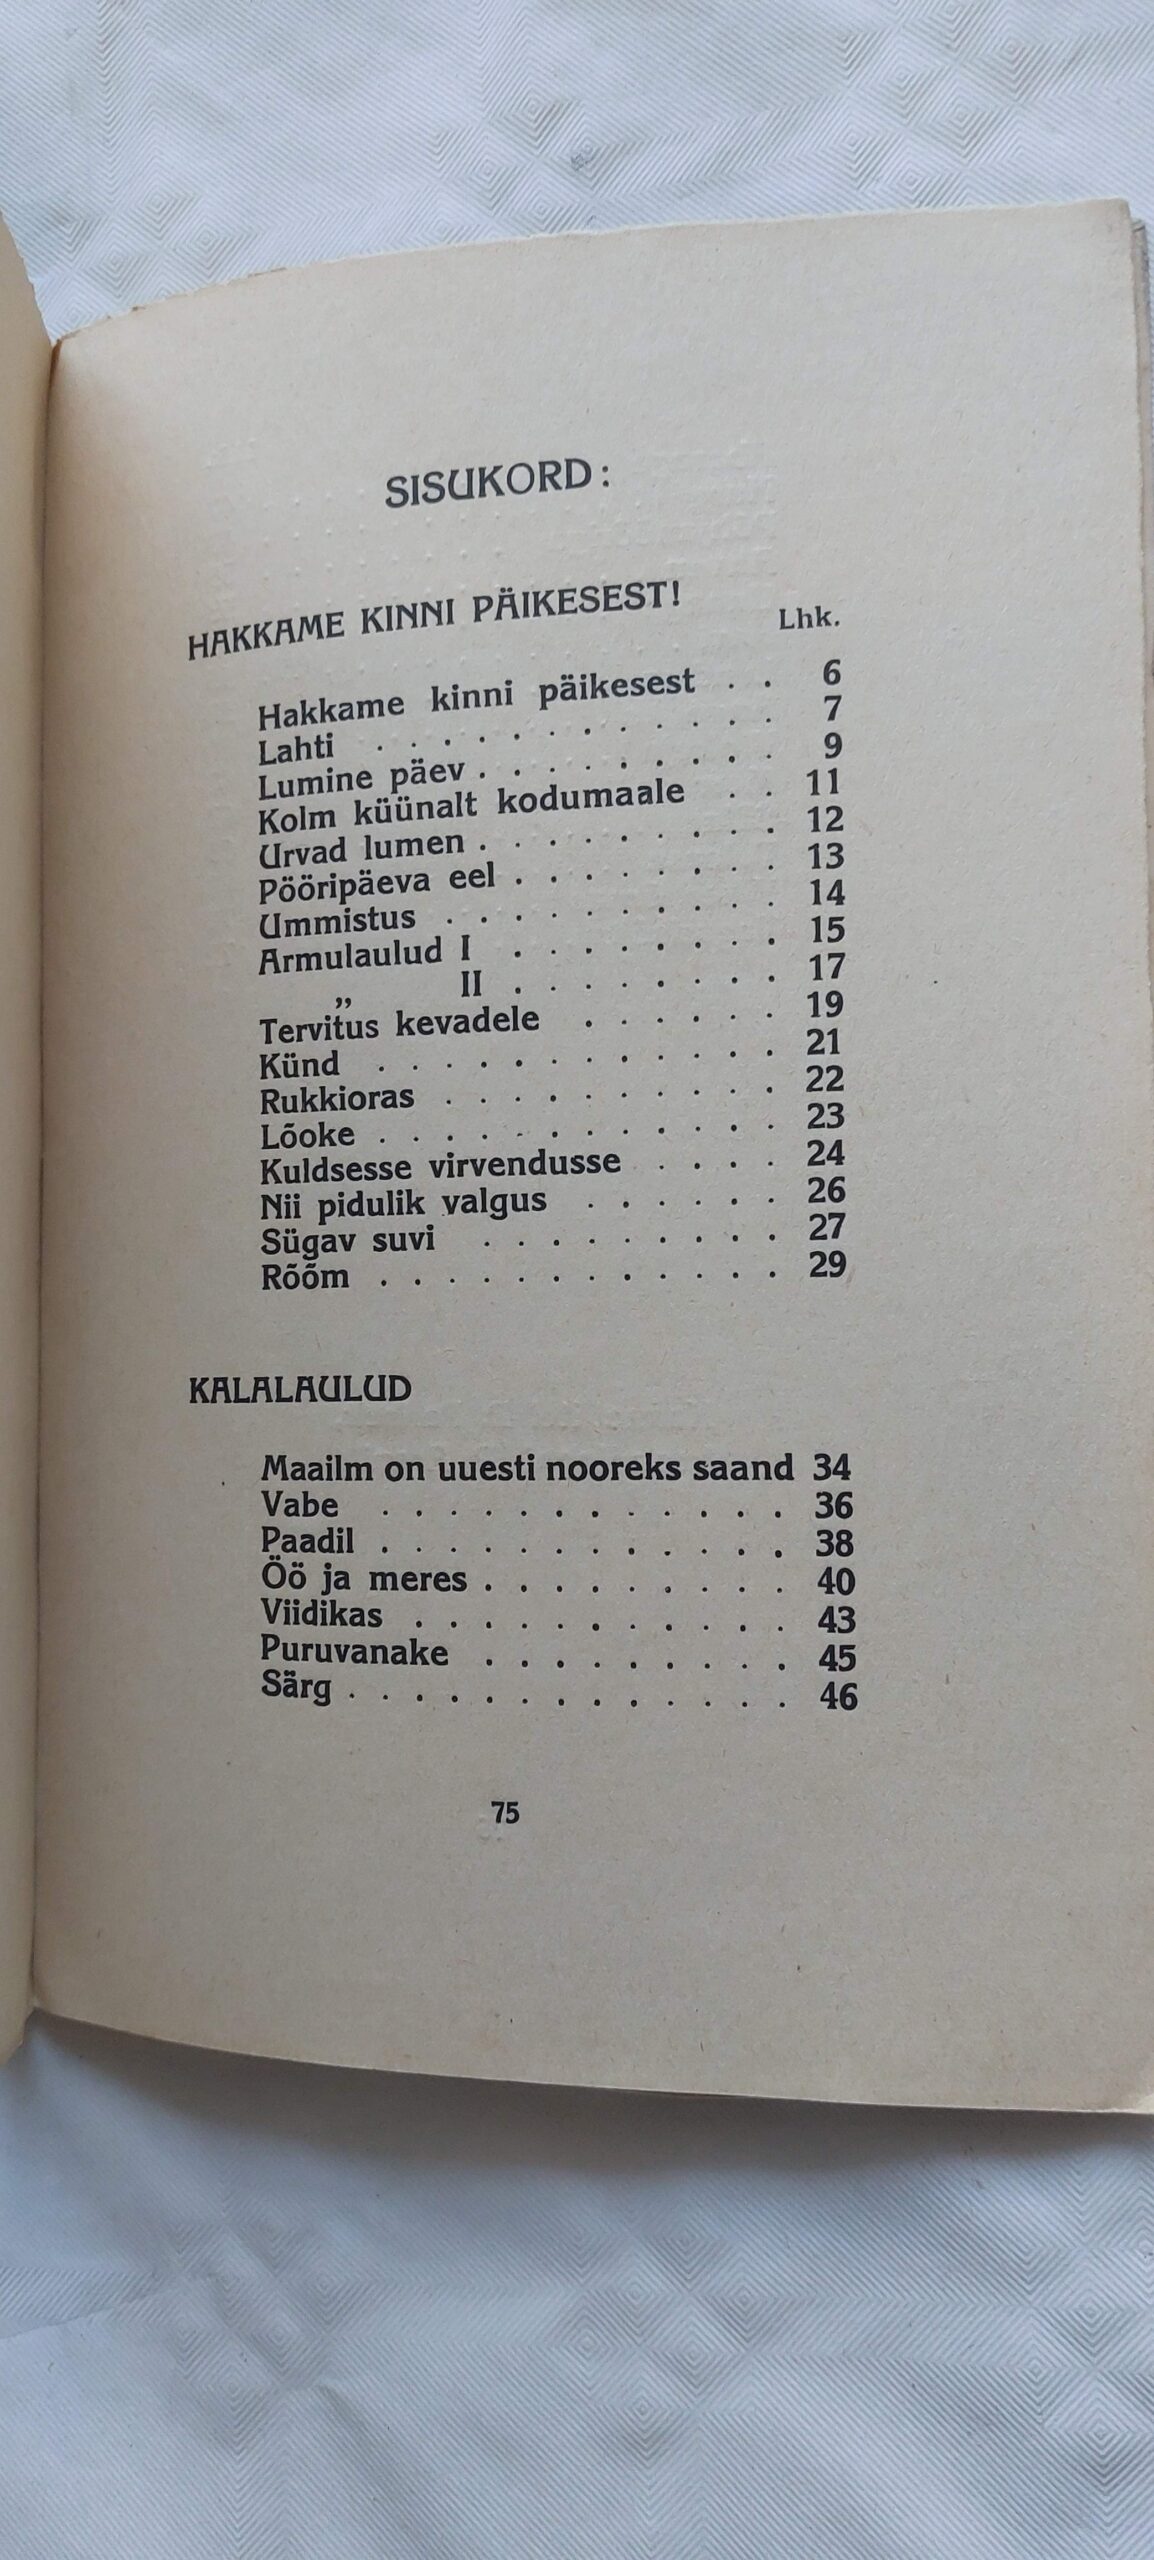 SISUKORD:
HAKKAME KINNI PÄIKESEST!
Lhk.
Hakkame kinni päikesest . . 6
Lahti . . . . . . . . . . . . 7
Lumine päev . . . . . . . . . 9
Kolm küünalt kodumaale . . 11
Urvad lumen . . . . . . . . . 12
Pööripäeva eel . . . . . . . . 13
Ummistus . . . . . . . . . . 14
Armulaulud I . . . . . . . . 15
„ II . . . . . . . . 17
Tervitus kevadele . . . . . . 19
Künd . . . . . . . . . . . . 21
Rukkioras . . . . . . . . . . 22
Lõoke . . . . . . . . . . . . 23
Kuldsesse virvendusse . . . . 24
Nii pidulik valgus . . . . . . 26
Sügav suvi . . . . . . . . . 27
Rõõm . . . . . . . . . . . . 29
KALALAULUD
Maailm on uuesti nooreks saand 34
Vabe . . . . . . . . . . . . 36
Paadil . . . . . . . . . . . . 38
Öö ja meres . . . . . . . . . 40
Viidikas . . . . . . . . . . . 43
Puruvanake . . . . . . . . . 45
Särg . . . . . . . . . . . . . 46
75